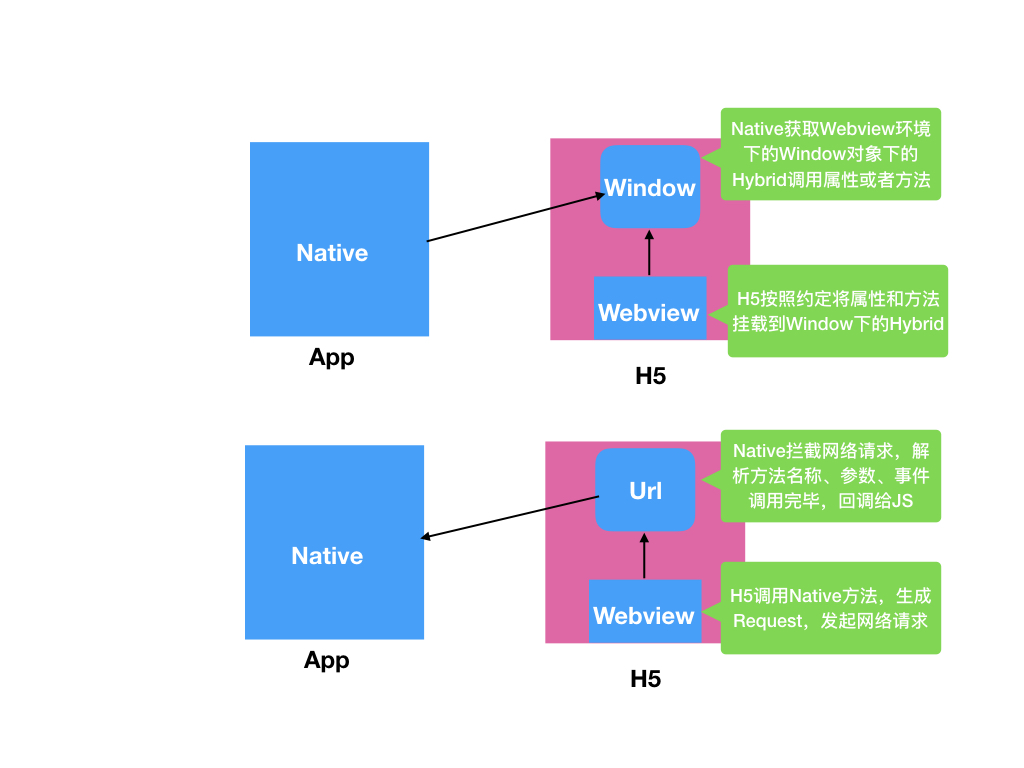 Native获取Webview环境
下的Window对象下的
Hybrid调用属性或者方法
Window
Native
H5按照约定将属性和方法
挂载到Window下的Hybrid
Webview
App
H5
Native拦截网络请求，解
析方法名称、参数、事件
调用完毕，回调给JS
Url
Native
H5调用Native方法，生成
Request，发起网络请求
Webview
App
H5